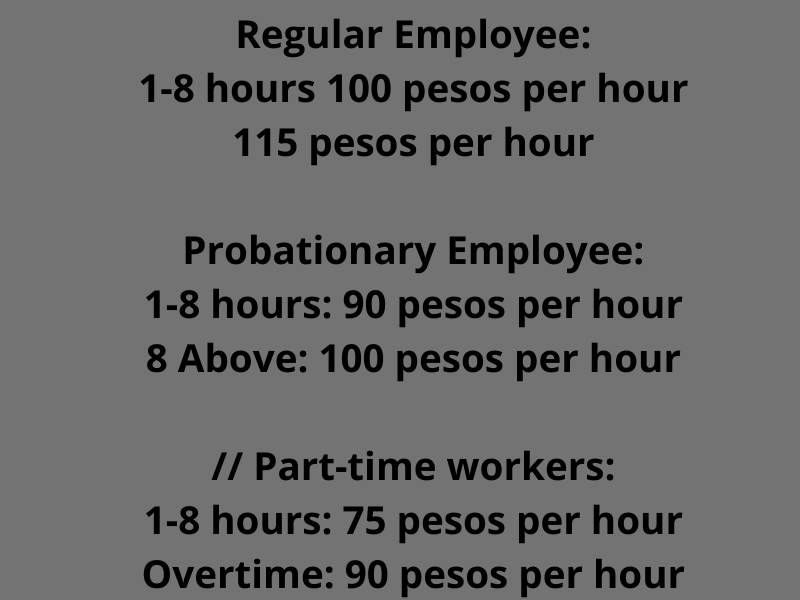 Regular Employee:
1-8 hours 100 pesos per hour
115 pesos per hour
Probationary Employee:
1-8 hours: 90 pesos per hour
8 Above: 100 pesos per hour
// Part-time workers:
1-8 hours: 75 pesos per hour
Overtime: 90 pesos per hour